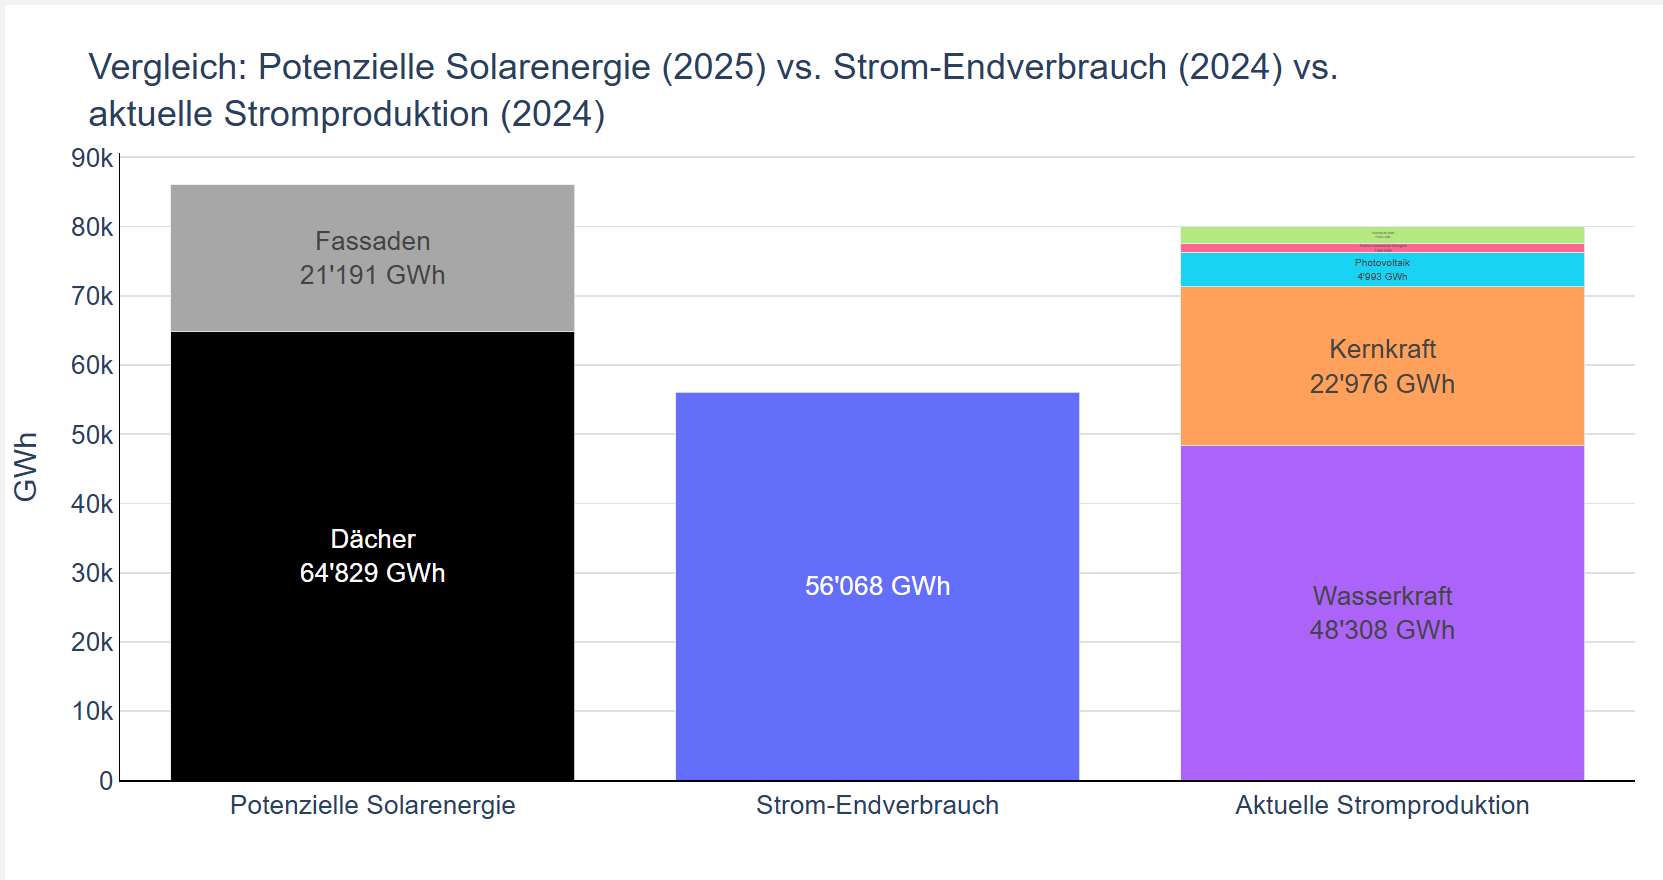 Vergleich: Potenzielle Solarenergie (2025) vs. Strom-Endverbrauch (2024) vs.
aktuelle Stromproduktion (2024)
GWh
90k
80k
70k
60k
50k
40k
30k
20k
10k
0
Fassaden
21'191 GWh
Dächer
64'829 GWh
56'068 GWh
Photovoltaik
4'993 GWh
Kernkraft
22'976 GWh
Wasserkraft
48'308 GWh
Potenzielle Solarenergie
Strom-Endverbrauch
Aktuelle Stromproduktion